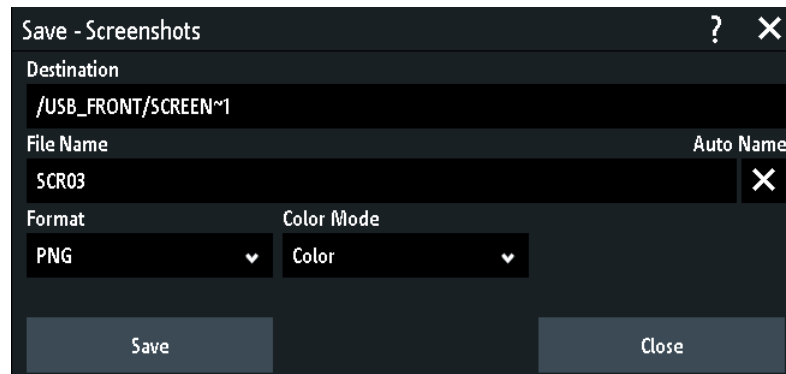 Save - Screenshots ?
Destination
/USB_FRONT/SCREEN~1
File Name Auto Name
SCR03
Format Color Mode
PNG Color
Save Close